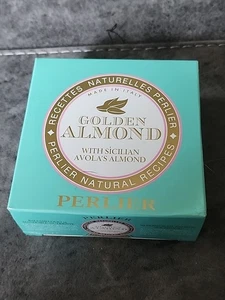 RECETTES NATURELLES PERLIER
MADE IN ITALY
GOLDEN
ALMOND
WITH SICILIAN
AVOLA'S ALMOND
PERLIER NATURAL RECIPES
PERLIER